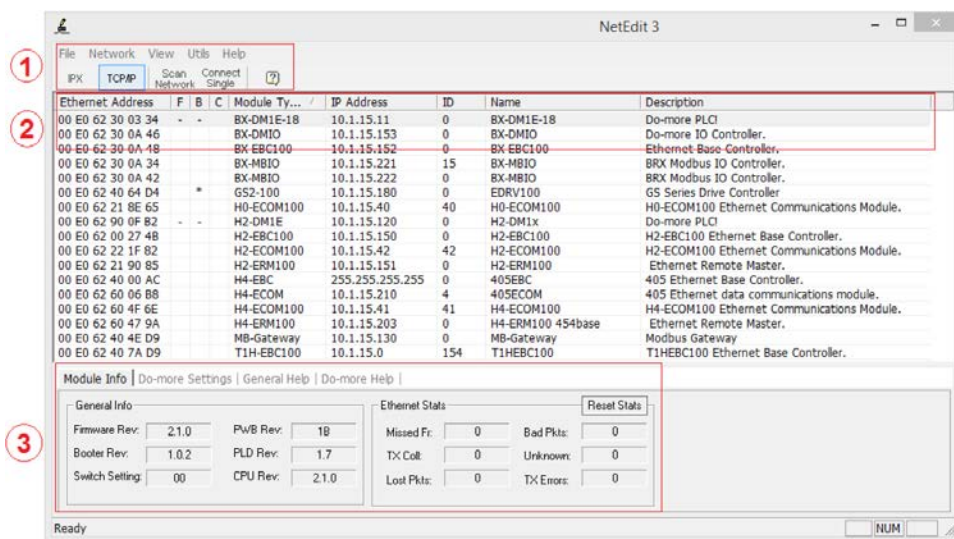 NetEdit 3
File Network View Utils Help
IPX TCP/IP Scan Network Connect Single
1
Ethernet Address F B C Module Ty... IP Address ID Name Description
2
00 E0 62 30 03 34 - - BX-DM1E-18 10.1.15.11 0 BX-DM1E-18 Do-more PLC!
00 E0 62 30 0A 46 BX-DMIO 10.1.15.153 0 BX-DMIO Do-more IO Controller.
00 E0 62 30 0A 48 BX-EBC100 10.1.15.152 0 BX-EBC100 Ethernet Base Controller.
00 E0 62 30 0A 34 BX-MBIO 10.1.15.221 15 BX-MBIO BRX Modbus IO Controller.
00 E0 62 30 0A 42 BX-MBIO 10.1.15.222 0 BX-MBIO BRX Modbus IO Controller.
00 E0 62 40 64 D4 * GS2-100 10.1.15.180 0 EDRV100 GS Series Drive Controller
00 E0 62 21 8E 65 H0-ECOM100 10.1.15.40 40 H0-ECOM100 H0-ECOM100 Ethernet Communications Module.
00 E0 62 90 0F B2 - - H2-DM1E 10.1.15.120 0 H2-DM1x Do-more PLC!
00 E0 62 00 27 4B H2-EBC100 10.1.15.150 0 H2-EBC100 H2-EBC100 Ethernet Base Controller.
00 E0 62 22 1F 82 H2-ECOM100 10.1.15.42 42 H2-ECOM100 H2-ECOM100 Ethernet Communications Module.
00 E0 62 21 90 85 H2-ERM100 10.1.15.151 0 H2-ERM100 Ethernet Remote Master.
00 E0 62 40 00 AC H4-EBC 255.255.255.255 0 405EBC 405 Ethernet Base Controller.
00 E0 62 60 06 B8 H4-ECOM 10.1.15.210 4 405ECOM 405 Ethernet data communications module.
00 E0 62 60 4F 6E H4-ECOM100 10.1.15.41 41 H4-ECOM100 H4-ECOM100 Ethernet Communications Module.
00 E0 62 60 47 9A H4-ERM100 10.1.15.203 0 H4-ERM100 454base Ethernet Remote Master.
00 E0 62 40 4E D9 MB-Gateway 10.1.15.130 0 MB-Gateway Modbus Gateway
00 E0 62 40 7A D9 T1H-EBC100 10.1.15.0 154 T1HEBC100 T1HEBC100 Ethernet Base Controller.
Module Info | Do-more Settings | General Help | Do-more Help |
General Info Ethernet Stats Reset Stats
Firmware Rev: 2.1.0 PWB Rev: 1B Missed Fr: 0 Bad Pkts: 0
3
Booter Rev: 1.0.2 PLD Rev: 1.7 TX Coll: 0 Unknown: 0
Switch Setting: 00 CPU Rev: 2.1.0 Lost Pkts: 0 TX Errors: 0
Ready NUM